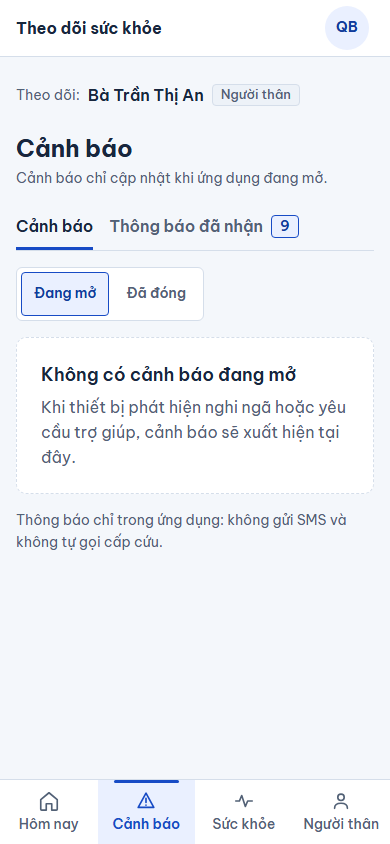 Theo dõi sức khỏe
QB
Theo dõi: Bà Trần Thị An Người thân
Cảnh báo
Cảnh báo chỉ cập nhật khi ứng dụng đang mở.
Cảnh báo Thông báo đã nhận 9
Đang mở Đã đóng
Không có cảnh báo đang mở
Khi thiết bị phát hiện nghi ngã hoặc yêu
cầu trợ giúp, cảnh báo sẽ xuất hiện tại
đây.
Thông báo chỉ trong ứng dụng: không gửi SMS và
không tự gọi cấp cứu.
Hôm nay Cảnh báo Sức khỏe Người thân